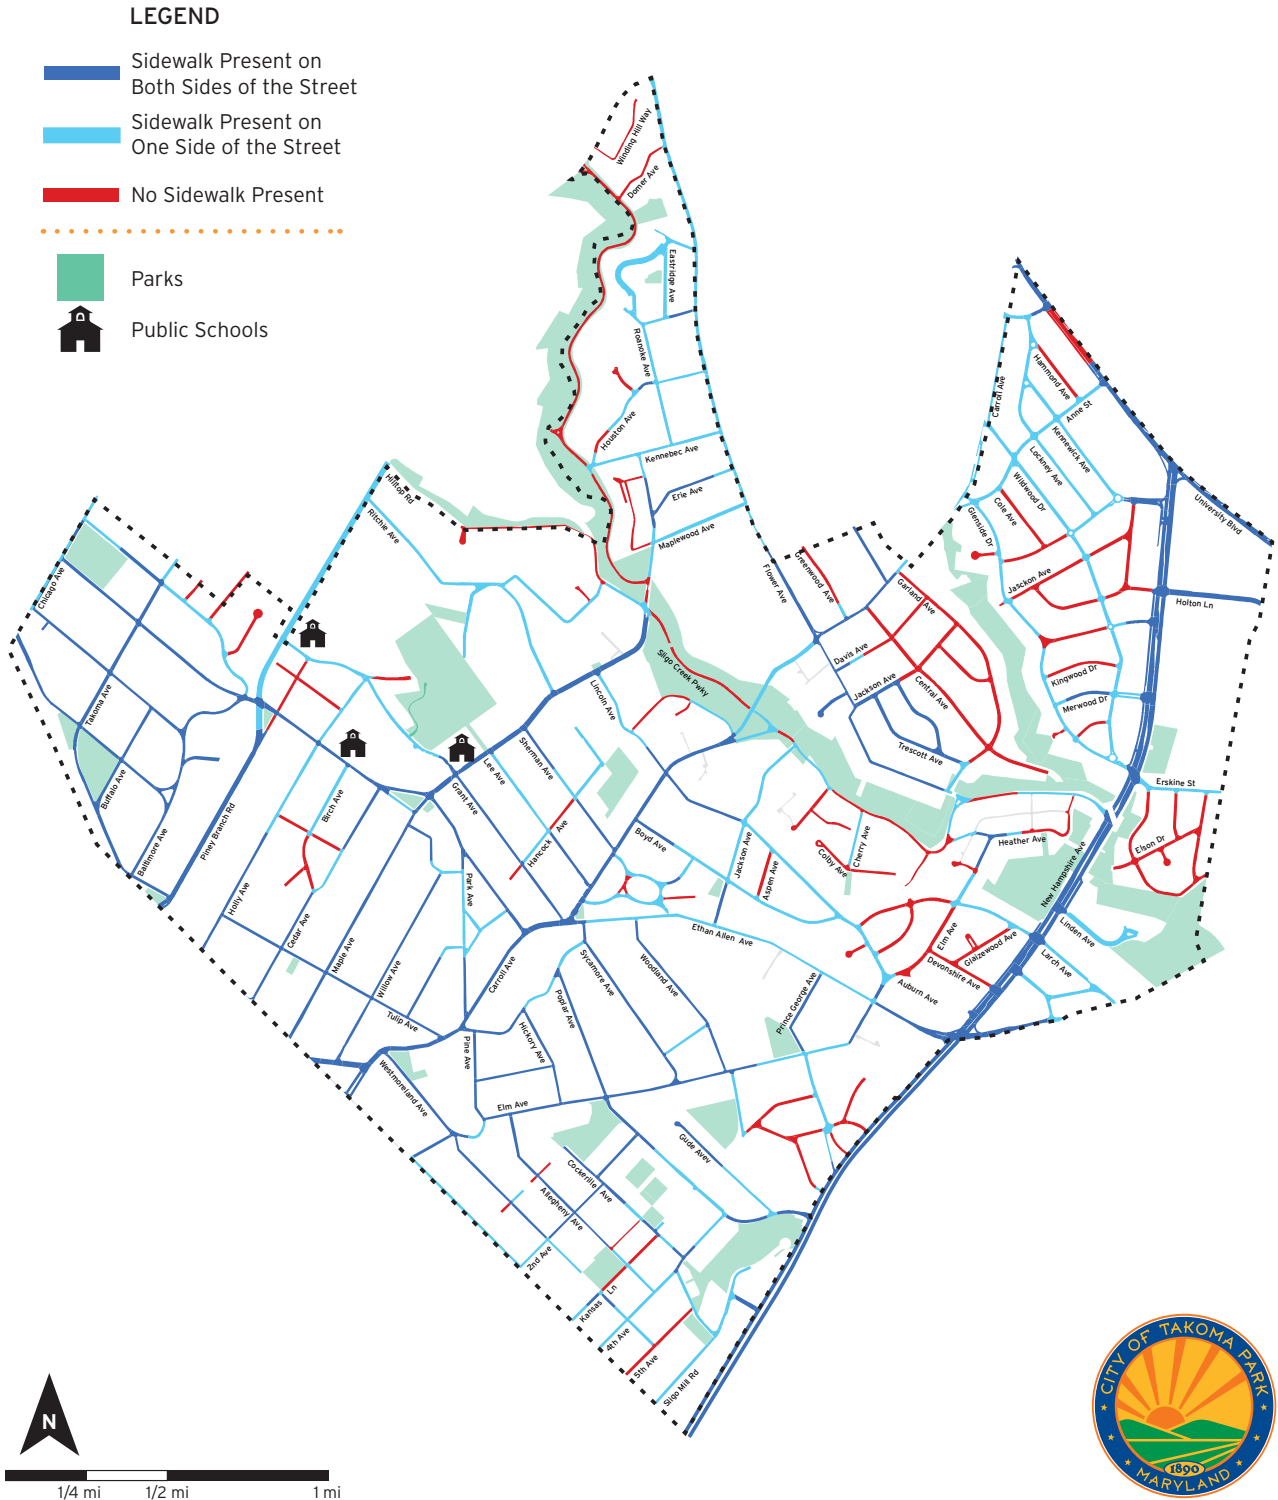 LEGEND
Sidewalk Present on
Both Sides of the Street
Sidewalk Present on
One Side of the Street
No Sidewalk Present
Parks
Public Schools
Winding Hill Way
Domer Ave
Eastridge Ave
Roanoke Ave
Houston Ave
Kennebec Ave
Erie Ave
Maplewood Ave
Hilltop Rd
Ritchie Ave
Flower Ave
Greenwood Ave
Garland Ave
Davis Ave
Jackson Ave
Central Ave
Trescott Ave
Carroll Ave
Hammond Ave
Anne St
Kennewick Ave
Lockney Ave
Wildwood Dr
Cole Ave
Glenside Dr
Jasckon Ave
University Blvd
Holton Ln
Kingwood Dr
Merwood Dr
Erskine St
Elson Dr
Heather Ave
New Hampshire Ave
Chicago Ave
Takoma Ave
Buffalo Ave
Baltimore Ave
Piney Branch Rd
Birch Ave
Holly Ave
Cedar Ave
Maple Ave
Willow Ave
Tulip Ave
Park Ave
Grant Ave
Lee Ave
Sherman Ave
Hancock Ave
Lincoln Ave
Sligo Creek Pwky
Boyd Ave
Jackson Ave
Aspen Ave
Colby Ave
Cherry Ave
Ethan Allen Ave
Elm Ave
Glaizewood Ave
Devonshire Ave
Auburn Ave
Linden Ave
Larch Ave
Prince George Ave
Woodland Ave
Sycamore Ave
Poplar Ave
Carroll Ave
Hickory Ave
Pine Ave
Elm Ave
Westmoreland Ave
Gude Avev
Cockerille Ave
Allegheny Ave
2nd Ave
Kansas Ln
4th Ave
5th Ave
Sligo Mill Rd
N
1/4 mi 1/2 mi 1 mi
CITY OF TAKOMA PARK
1890
MARYLAND